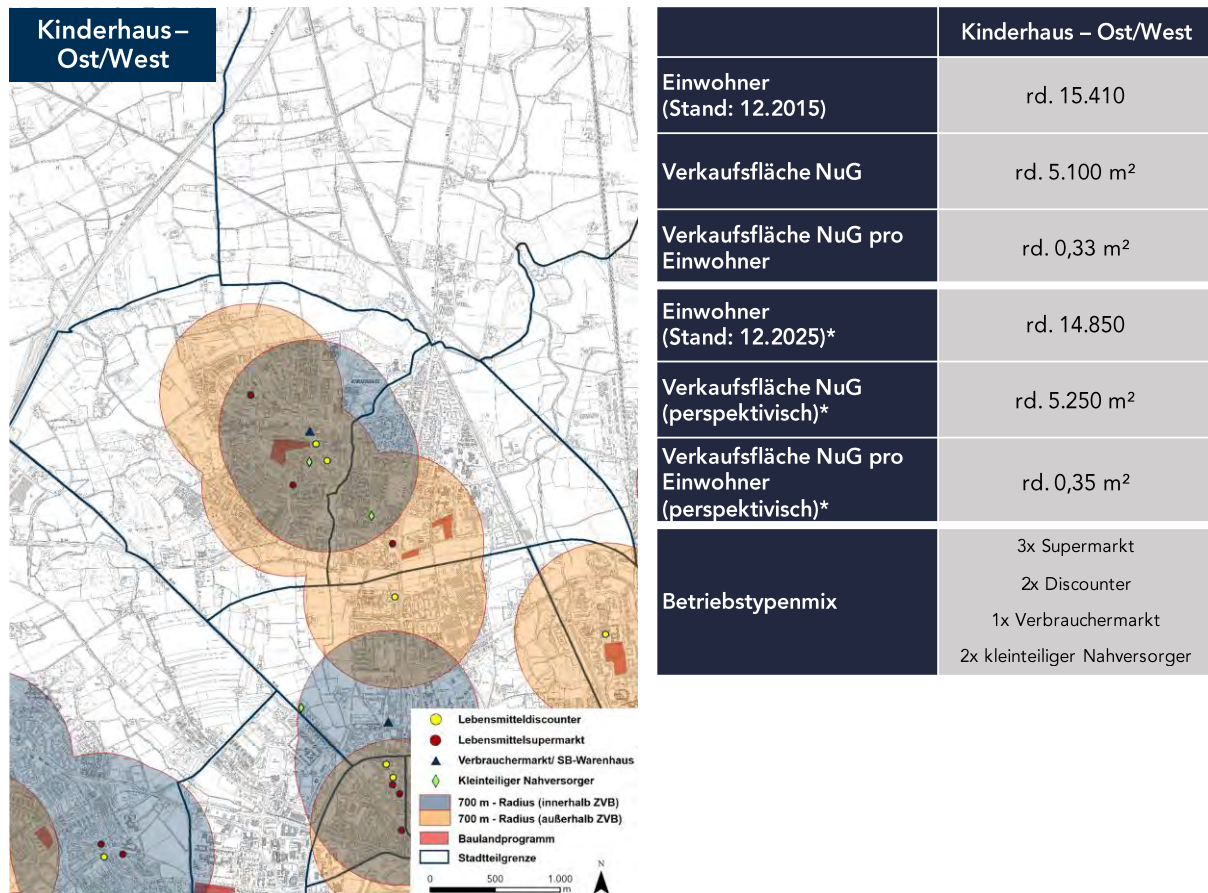 Kinderhaus –
Ost/West
Kinderhaus – Ost/West
Einwohner
(Stand: 12.2015)
rd. 15.410
Verkaufsfläche NuG
rd. 5.100 m²
Verkaufsfläche NuG pro
Einwohner
rd. 0,33 m²
Einwohner
(Stand: 12.2025)*
rd. 14.850
Verkaufsfläche NuG
(perspektivisch)*
rd. 5.250 m²
Verkaufsfläche NuG pro
Einwohner
(perspektivisch)*
rd. 0,35 m²
Betriebstypenmix
3x Supermarkt
2x Discounter
1x Verbrauchermarkt
2x kleinteiliger Nahversorger
Lebensmitteldiscounter
Lebensmittelsupermarkt
Verbrauchermarkt/ SB-Warenhaus
Kleinteiliger Nahversorger
700 m - Radius (innerhalb ZVB)
700 m - Radius (außerhalb ZVB)
Baulandprogramm
Stadtteilgrenze
0 500 1.000
m
N